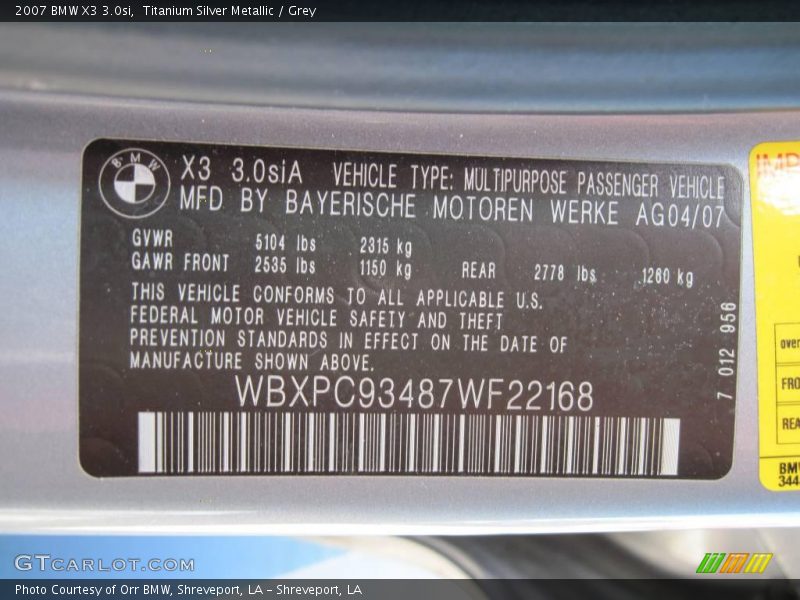 2007 BMW X3 3.0si, Titanium Silver Metallic / Grey
BMW
X3 3.0siA VEHICLE TYPE: MULTIPURPOSE PASSENGER VEHICLE
MFD BY BAYERISCHE MOTOREN WERKE AG04/07
GVWR 5104 lbs 2315 kg
GAWR FRONT 2535 lbs 1150 kg REAR 2778 lbs 1260 kg
THIS VEHICLE CONFORMS TO ALL APPLICABLE U.S.
FEDERAL MOTOR VEHICLE SAFETY AND THEFT
PREVENTION STANDARDS IN EFFECT ON THE DATE OF
MANUFACTURE SHOWN ABOVE.
WBXPC93487WF22168
7 012 956
BMW
344
GTCARLOT.COM
Photo Courtesy of Orr BMW, Shreveport, LA - Shreveport, LA